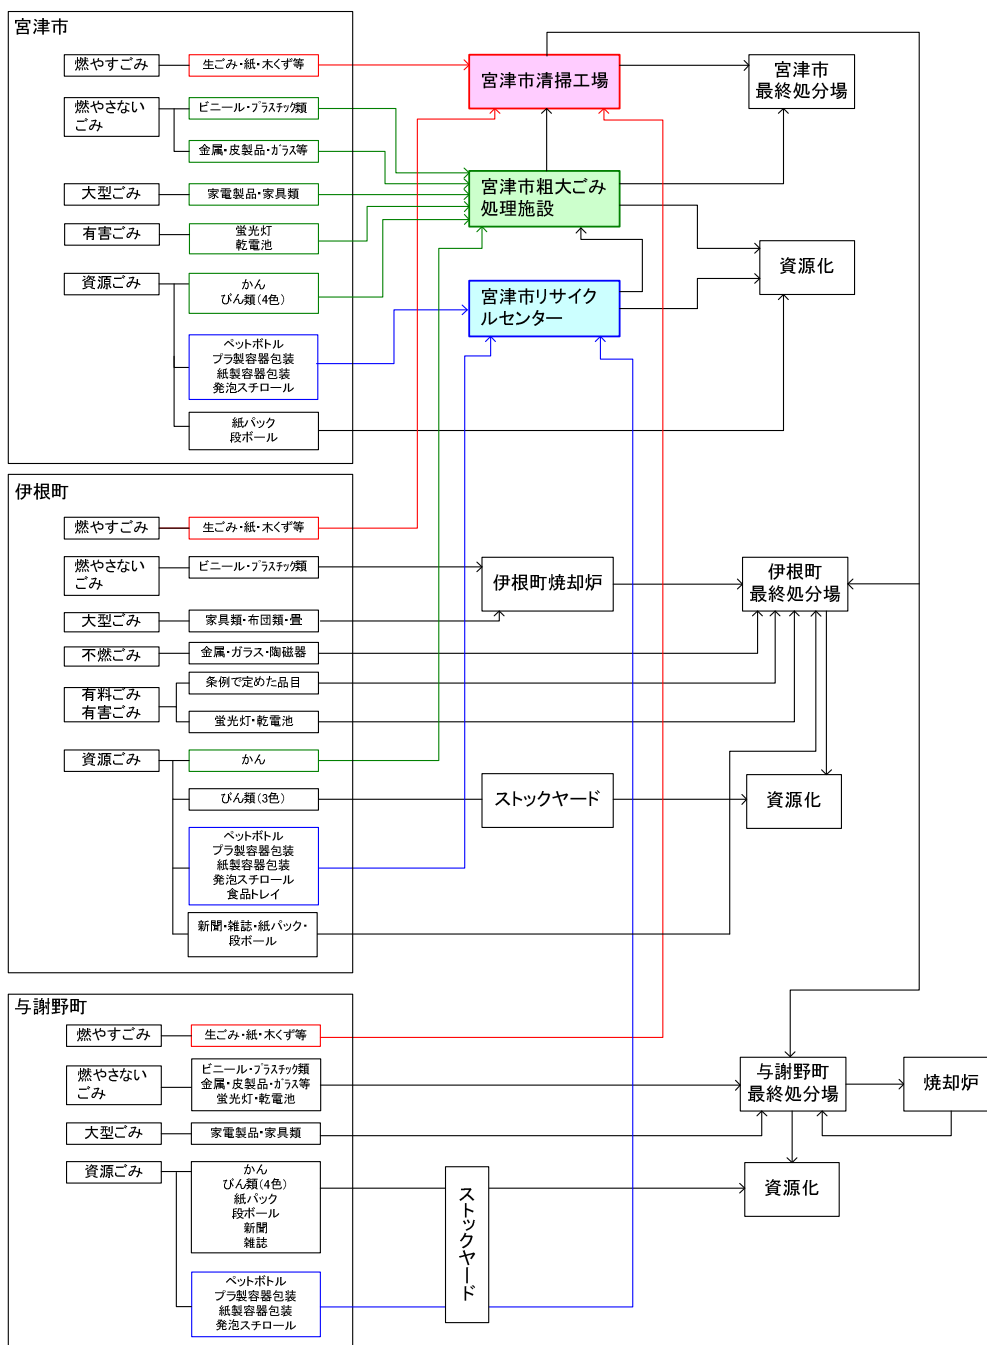 宮津市
燃やすごみ
生ごみ・紙・木くず等
燃やさない
ごみ
ビニール・プラスチック類
金属・皮製品・ガラス等
大型ごみ
家電製品・家具類
有害ごみ
蛍光灯
乾電池
資源ごみ
かん
びん類(4色)
ペットボトル
プラ製容器包装
紙製容器包装
発泡スチロール
紙パック
段ボール
宮津市清掃工場
宮津市
最終処分場
宮津市粗大ごみ
処理施設
資源化
宮津市リサイク
ルセンター
伊根町
燃やすごみ
生ごみ・紙・木くず等
燃やさない
ごみ
ビニール・プラスチック類
大型ごみ
家具類・布団類・畳
不燃ごみ
金属・ガラス・陶磁器
有料ごみ
有害ごみ
条例で定めた品目
蛍光灯・乾電池
資源ごみ
かん
びん類(3色)
ペットボトル
プラ製容器包装
紙製容器包装
発泡スチロール
食品トレイ
新聞・雑誌・紙パック・
段ボール
伊根町焼却炉
伊根町
最終処分場
ストックヤード
資源化
与謝野町
燃やすごみ
生ごみ・紙・木くず等
燃やさない
ごみ
ビニール・プラスチック類
金属・皮製品・ガラス等
蛍光灯・乾電池
大型ごみ
家電製品・家具類
資源ごみ
かん
びん類(4色)
紙パック
段ボール
新聞
雑誌
ペットボトル
プラ製容器包装
紙製容器包装
発泡スチロール
ストックヤード
与謝野町
最終処分場
焼却炉
資源化